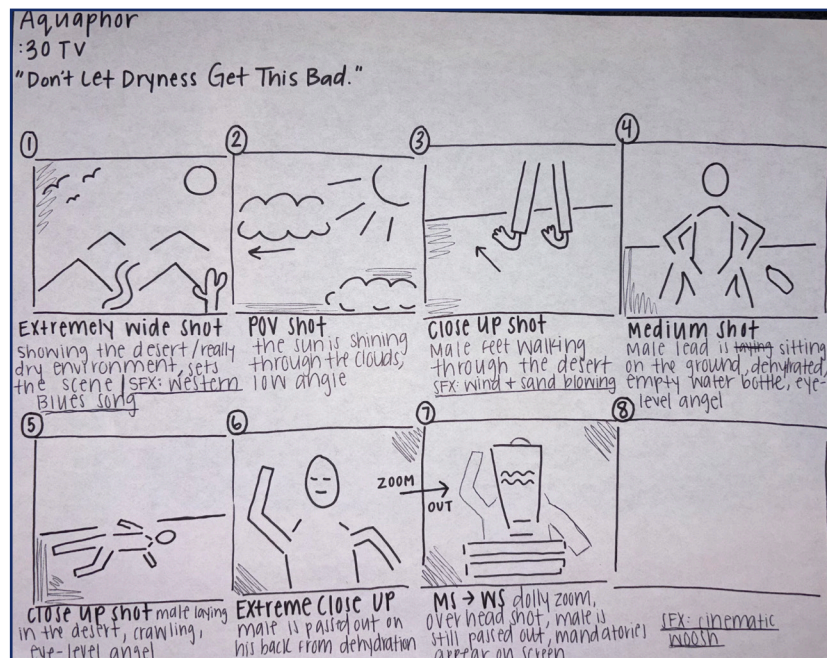 Aquaphor
:30 TV
"Don't Let Dryness Get This Bad."
1
Extremely wide shot
showing the desert/really
dry environment, sets
the scene | SFX: Western
Blues song
2
POV shot
the sun is shining
through the clouds,
low angle
3
Close up shot
Male feet walking
through the desert
SFX: wind + sand blowing
4
Medium shot
Male lead is laying sitting
on the ground, dehydrated,
empty water bottle, eye-
level angel
5
Close up shot male laying
in the desert, crawling,
eye-level angel
6
Extreme Close Up
male is passed out on
his back from dehydration
7
ZOOM
OUT
MS → WS dolly zoom,
overhead shot, male is
still passed out, mandatories
appear on screen
8
SFX: cinematic
woosh